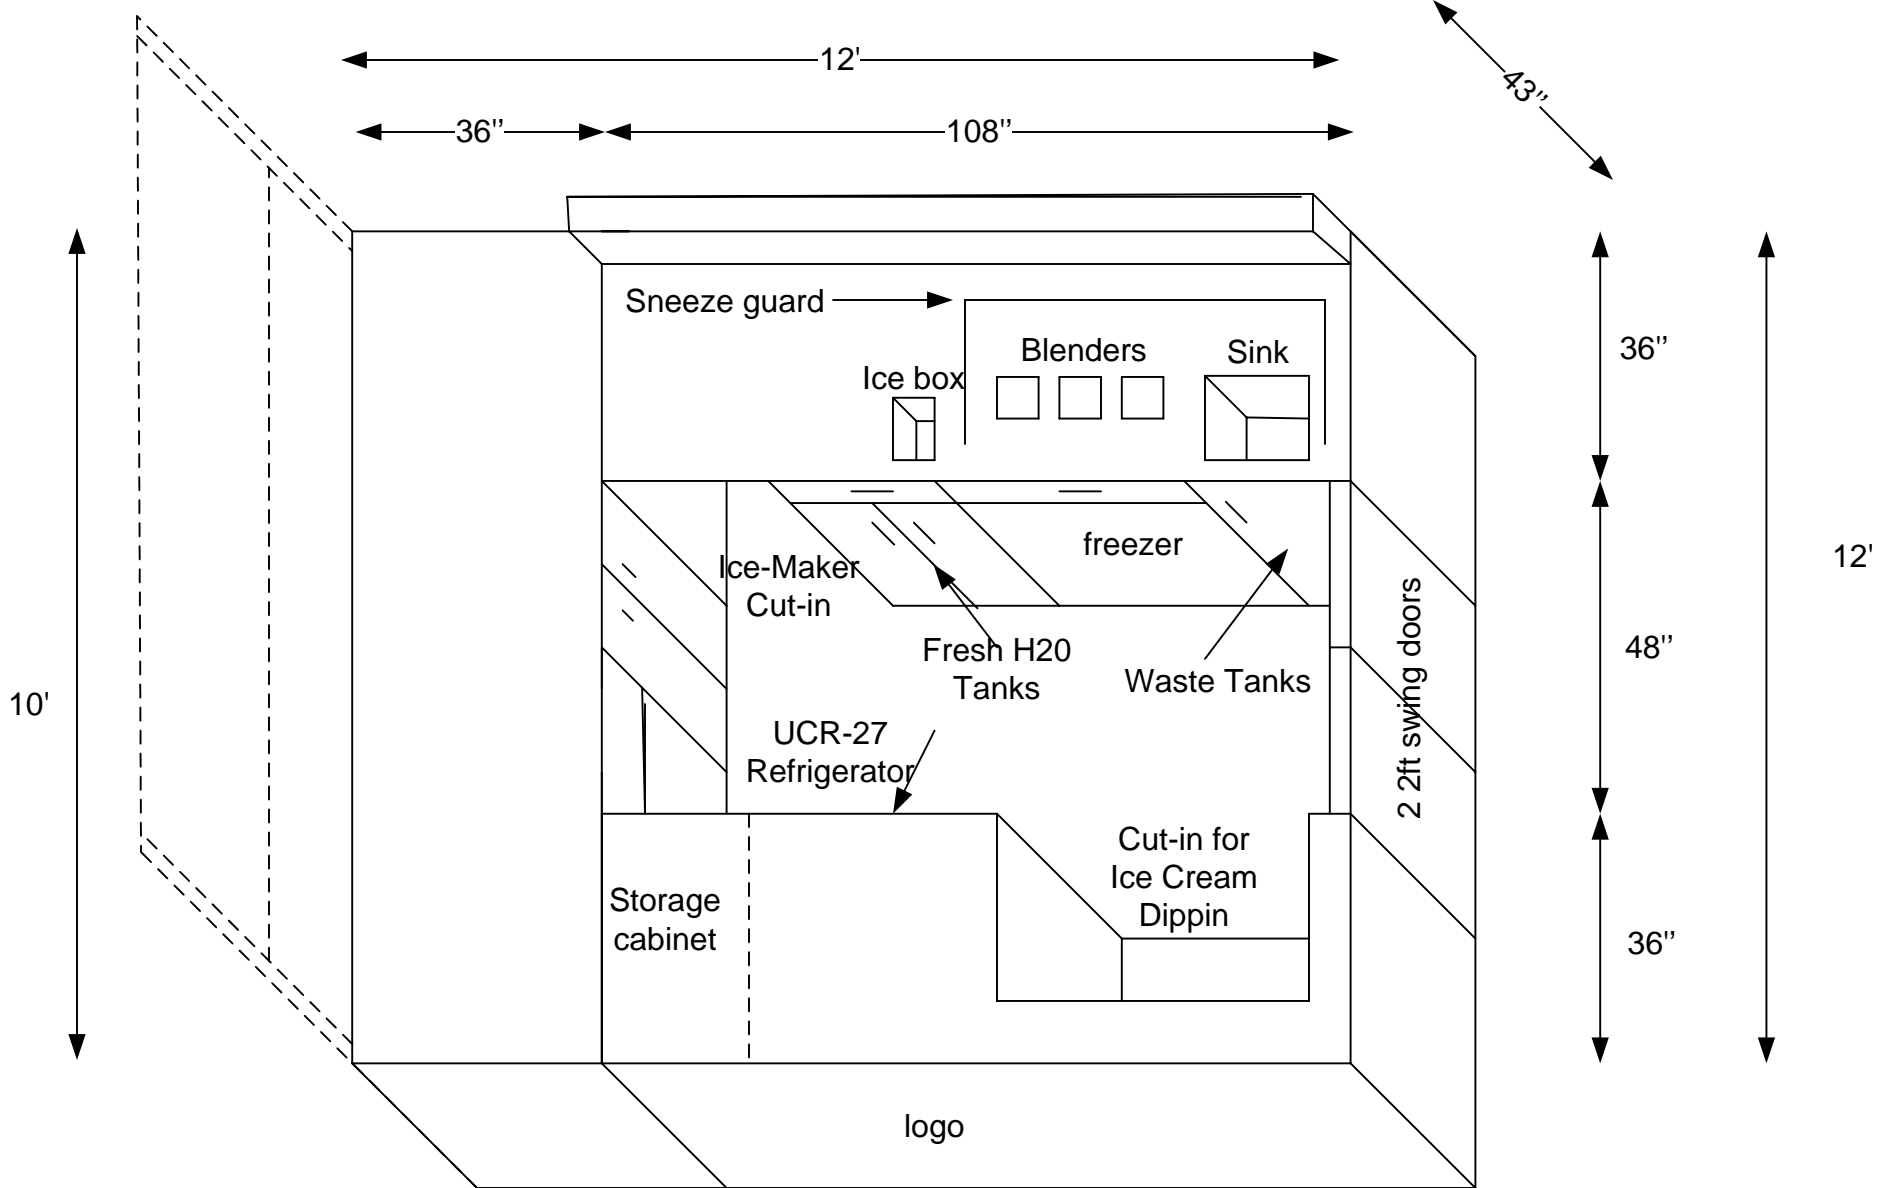 12'
43''
36''
108''
Sneeze guard
Blenders
Sink
Ice box
36''
freezer
Ice-Maker
Cut-in
12'
Fresh H20
Tanks
Waste Tanks
2 2ft swing doors
48''
10'
UCR-27
Refrigerator
Cut-in for
Ice Cream
Dippin
Storage
cabinet
36''
logo